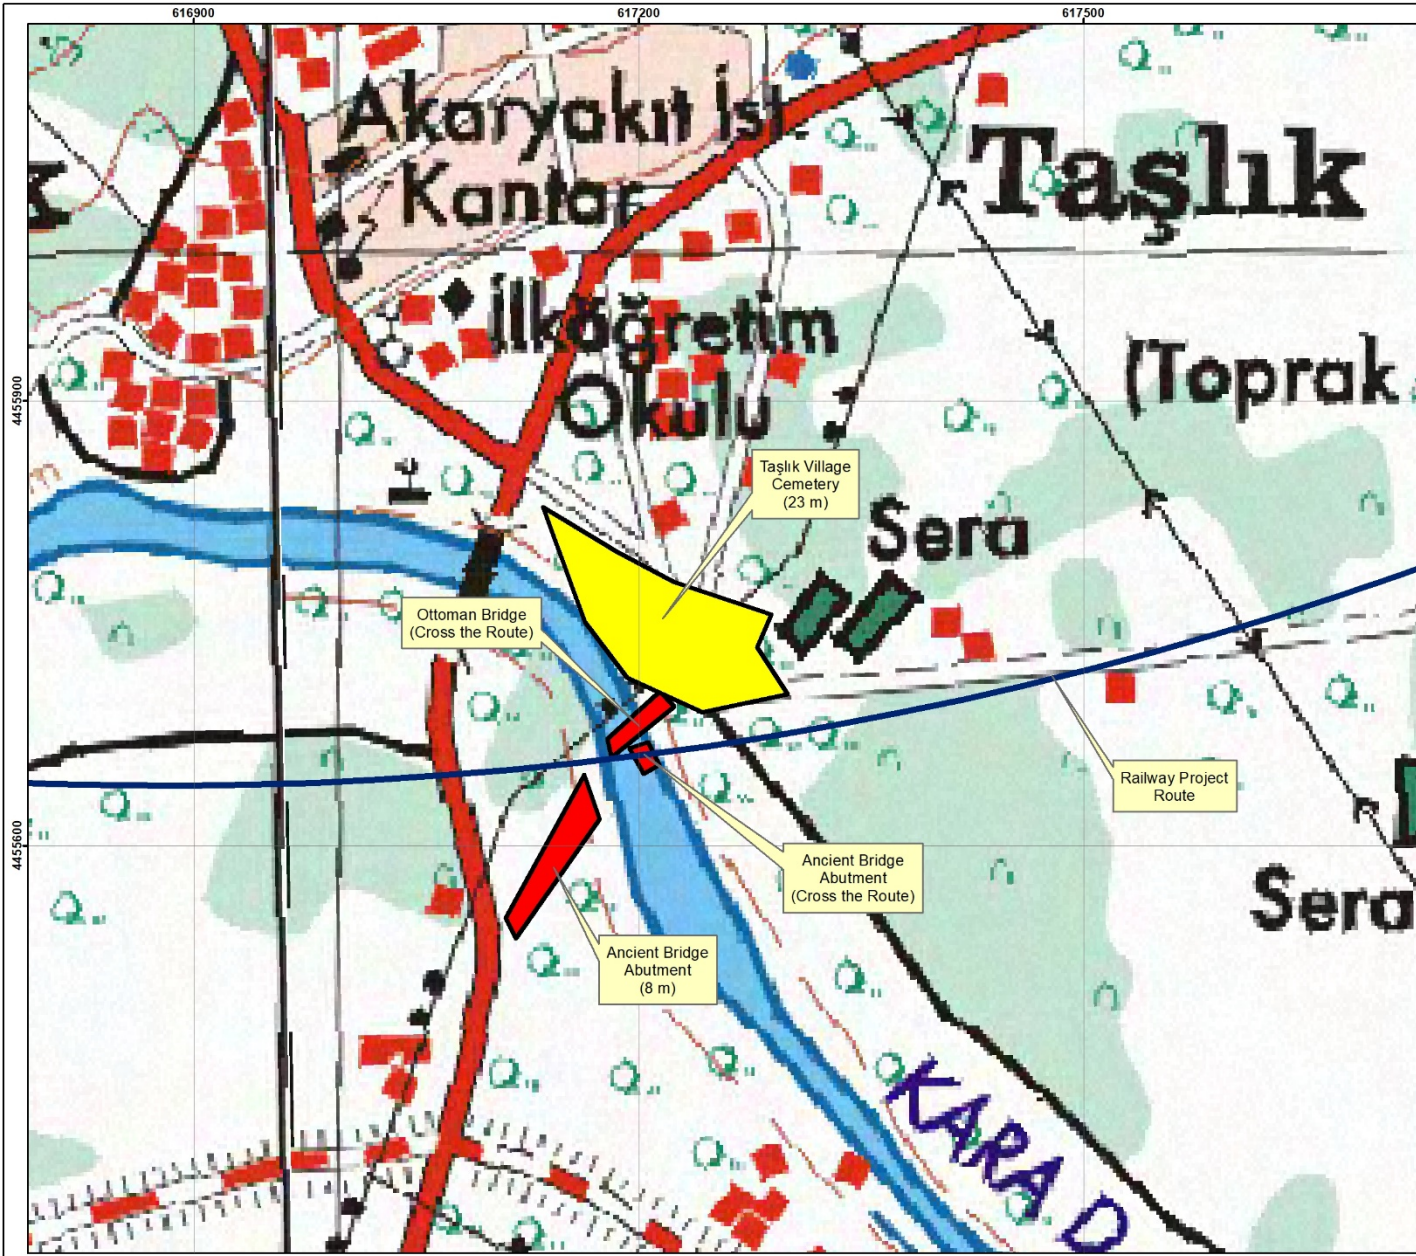 616900
617200
617500
Akaryakıt İst.
Kantar
Taşlık
İlköğretim
Okulu
(Toprak
4455900
Taşlık Village
Cemetery
(23 m)
Sera
Ottoman Bridge
(Cross the Route)
Railway Project
Route
4455600
Ancient Bridge
Abutment
(Cross the Route)
Sera
Ancient Bridge
Abutment
(8 m)
KARA D